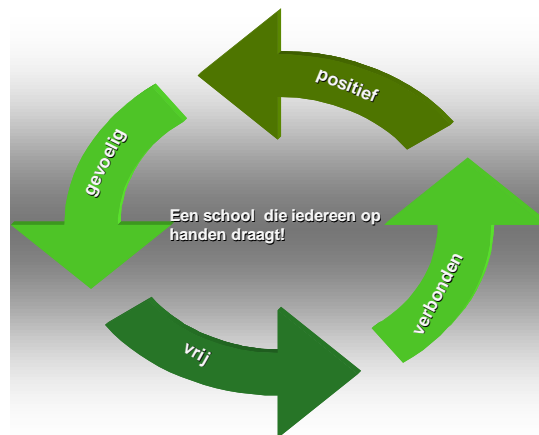 positief
gevoelig
Een school  die iedereen op
handen draagt!
verbonden
vrij